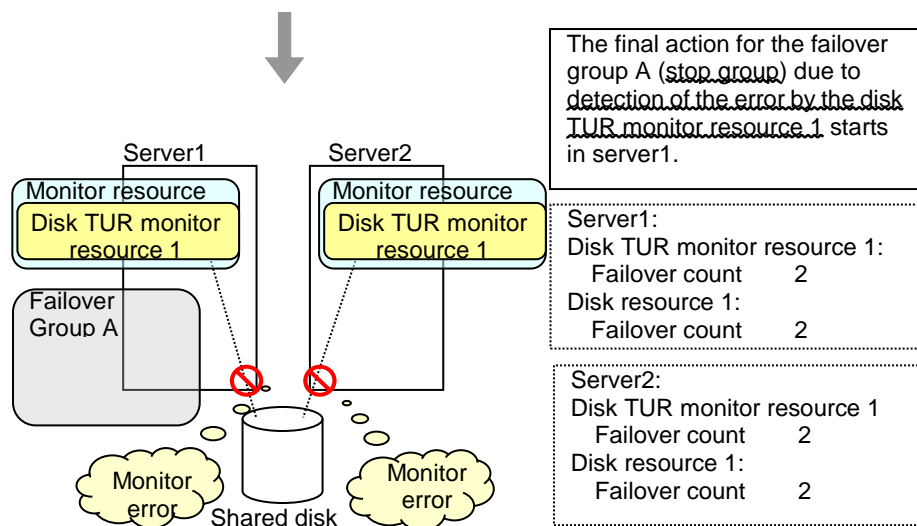 The final action for the failover
group A (stop group) due to
detection of the error by the disk
TUR monitor resource 1 starts
in server1.
Server1
Server2
Monitor resource
Disk TUR monitor
resource 1
Monitor resource
Disk TUR monitor
resource 1
Failover
Group A
Monitor
error
Shared disk
Monitor
error
Server1:
Disk TUR monitor resource 1:
Failover count 2
Disk resource 1:
Failover count 2
Server2:
Disk TUR monitor resource 1
Failover count 2
Disk resource 1:
Failover count 2